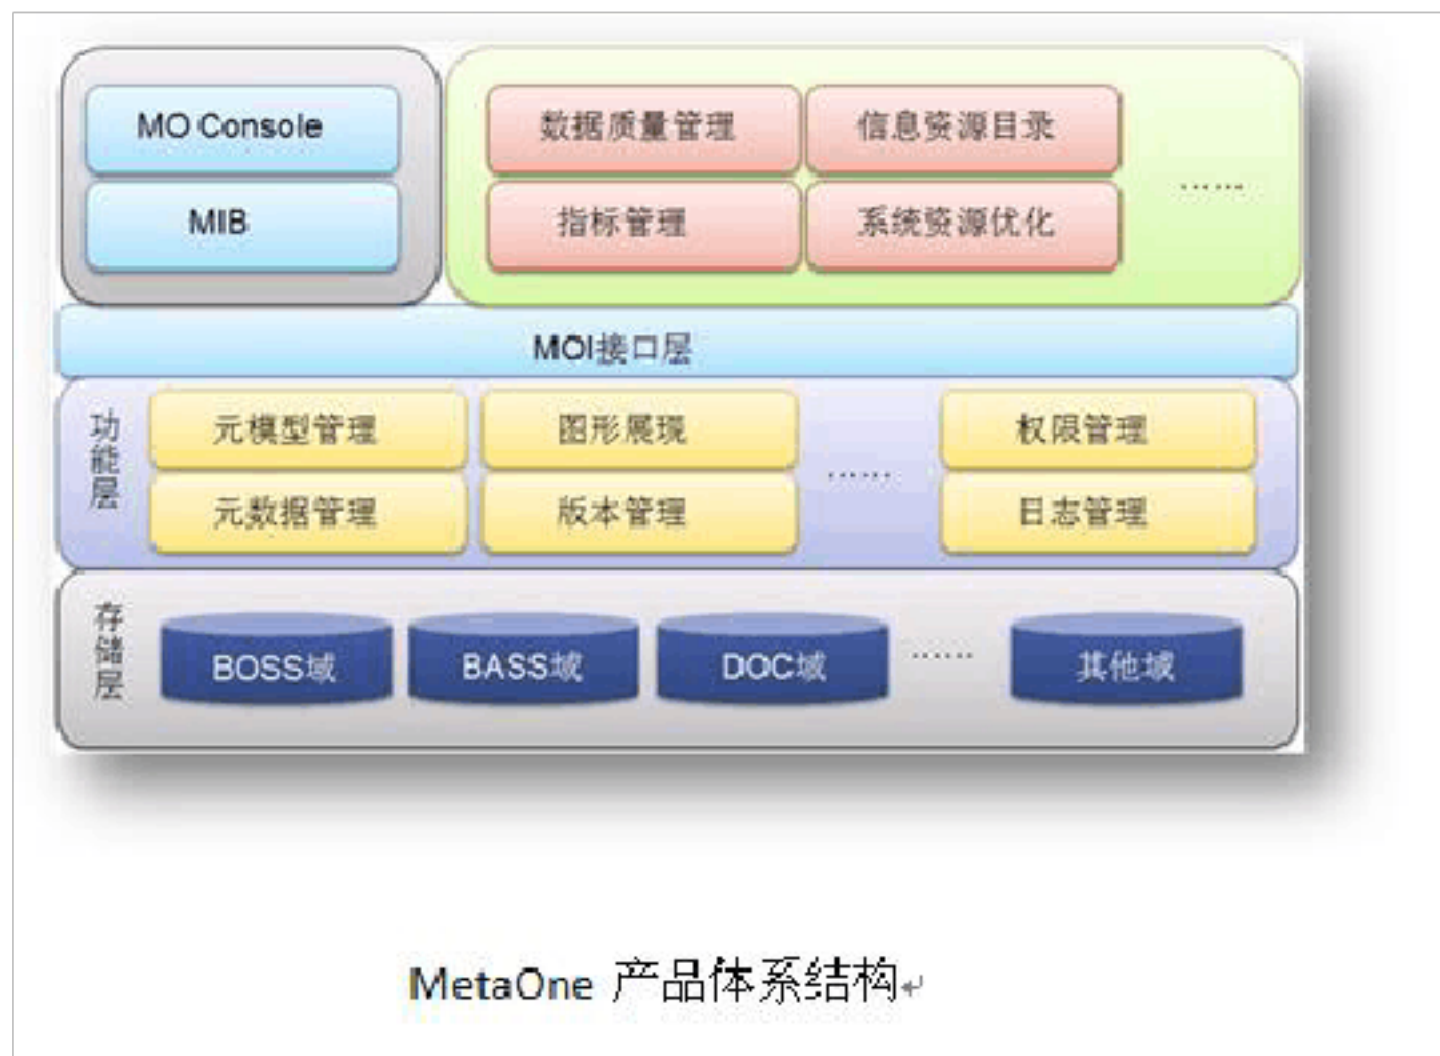 MO Console
MIB
数据质量管理
信息资源目录
指标管理
系统资源优化
……
MOI接口层
功能层
元模型管理
图形展现
……
权限管理
元数据管理
版本管理
日志管理
存储层
BOSS域
BASS域
DOC域
……
其他域
MetaOne 产品体系结构↵